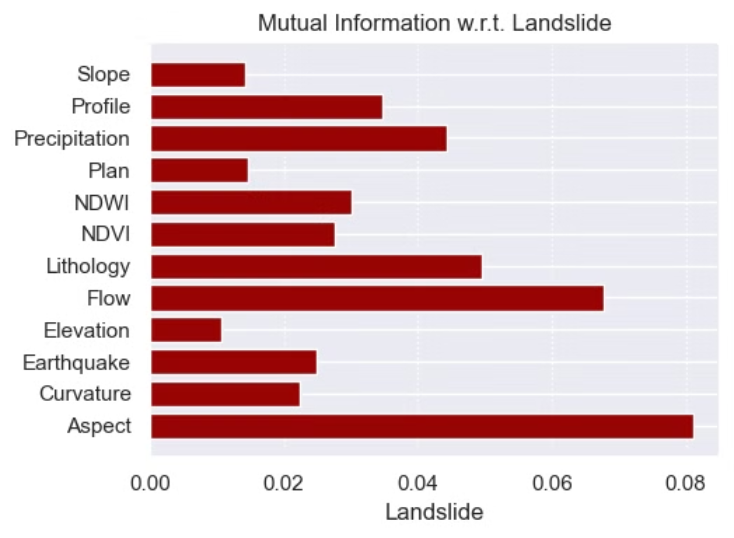 Mutual Information w.r.t. Landslide
Slope
Profile
Precipitation
Plan
NDWI
NDVI
Lithology
Flow
Elevation
Earthquake
Curvature
Aspect
0.00 0.02 0.04 0.06 0.08
Landslide